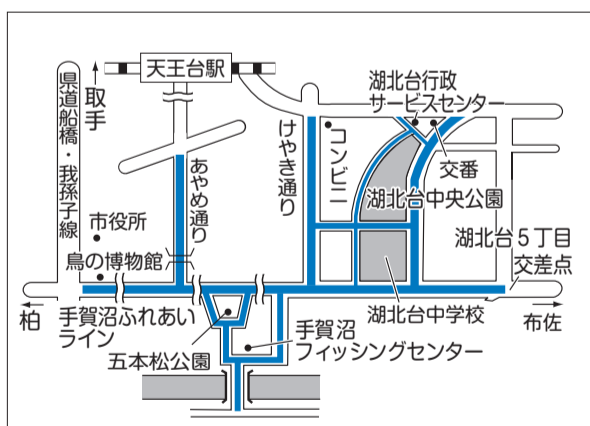 天王台駅
県道船橋・我孫子線
取手
あやめ通り
けやき通り
コンビニ
湖北台行政
サービスセンター
交番
湖北台中央公園
市役所
鳥の博物館
湖北台5丁目
交差点
柏
手賀沼ふれあい
ライン
五本松公園
手賀沼
フィッシングセンター
湖北台中学校
布佐